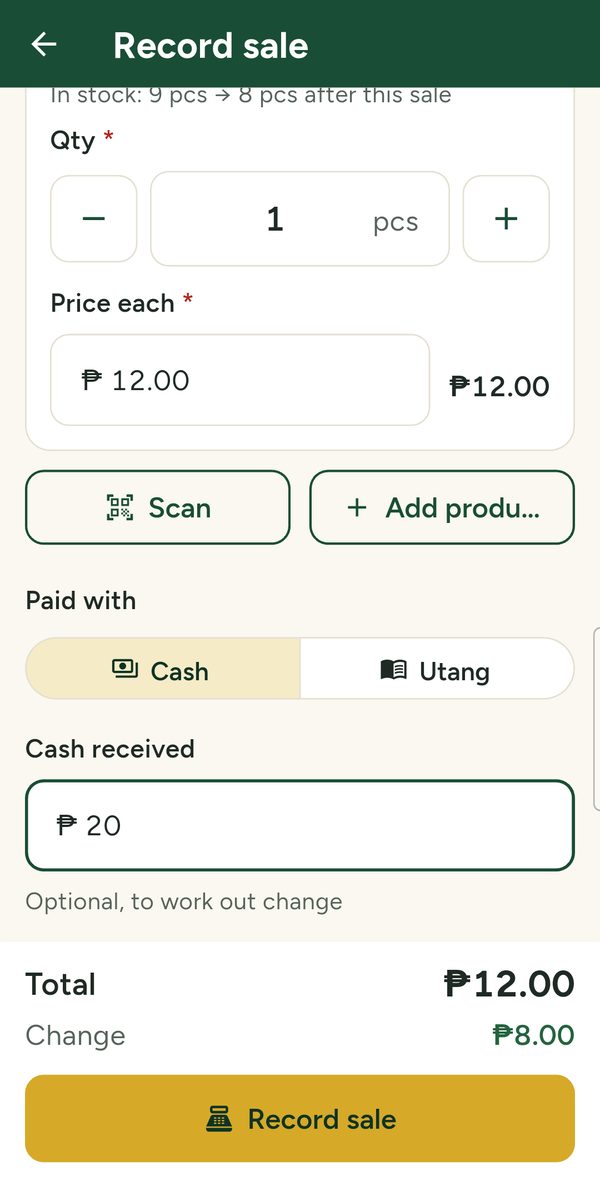 Record sale
In stock: 9 pcs → 8 pcs after this sale
Qty *
− 1 pcs +
Price each *
₱ 12.00 ₱12.00
Scan + Add produ...
Paid with
Cash Utang
Cash received
₱ 20
Optional, to work out change
Total ₱12.00
Change ₱8.00
Record sale